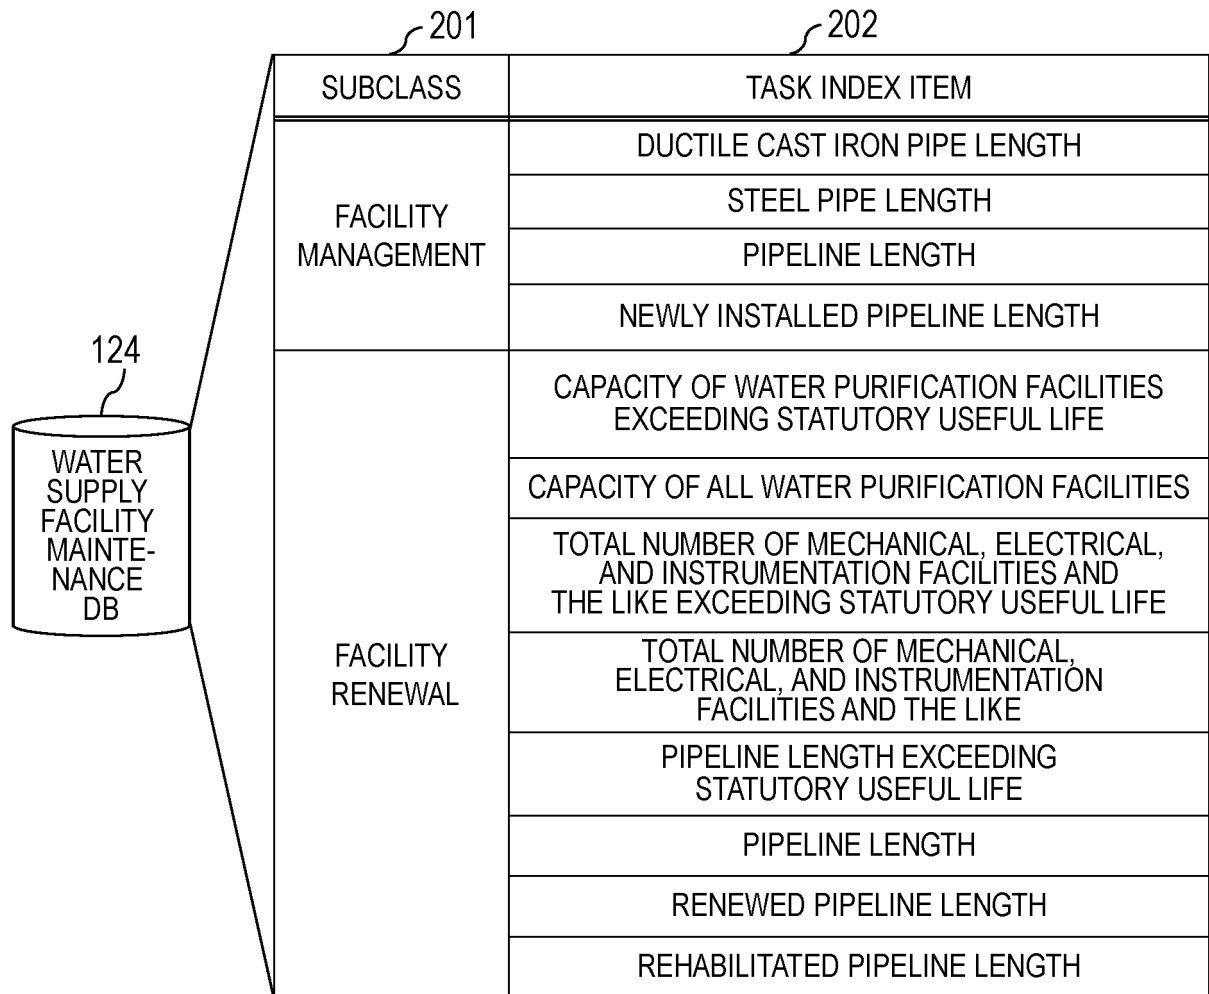 201
202
SUBCLASS
TASK INDEX ITEM
FACILITY
MANAGEMENT
DUCTILE CAST IRON PIPE LENGTH
STEEL PIPE LENGTH
PIPELINE LENGTH
NEWLY INSTALLED PIPELINE LENGTH
124
WATER
SUPPLY
FACILITY
MAINTE-
NANCE
DB
FACILITY
RENEWAL
CAPACITY OF WATER PURIFICATION FACILITIES
EXCEEDING STATUTORY USEFUL LIFE
CAPACITY OF ALL WATER PURIFICATION FACILITIES
TOTAL NUMBER OF MECHANICAL, ELECTRICAL,
AND INSTRUMENTATION FACILITIES AND
THE LIKE EXCEEDING STATUTORY USEFUL LIFE
TOTAL NUMBER OF MECHANICAL,
ELECTRICAL, AND INSTRUMENTATION
FACILITIES AND THE LIKE
PIPELINE LENGTH EXCEEDING
STATUTORY USEFUL LIFE
PIPELINE LENGTH
RENEWED PIPELINE LENGTH
REHABILITATED PIPELINE LENGTH